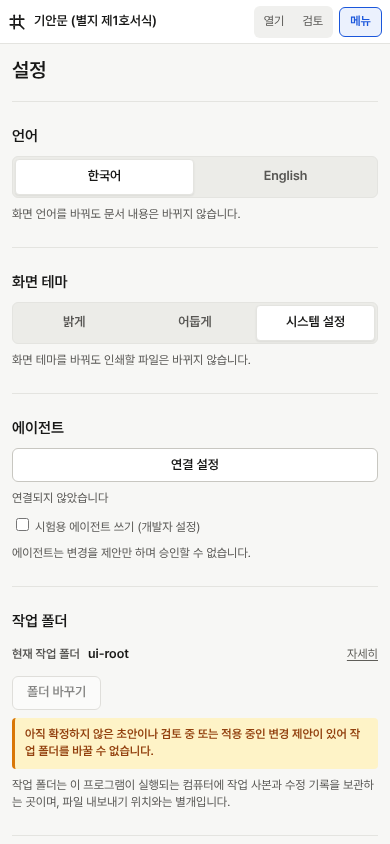 기안문 (별지 제1호서식)
열기
검토
메뉴
설정
언어
한국어
English
화면 언어를 바꿔도 문서 내용은 바뀌지 않습니다.
화면 테마
밝게
어둡게
시스템 설정
화면 테마를 바꿔도 인쇄할 파일은 바뀌지 않습니다.
에이전트
연결 설정
연결되지 않았습니다
시험용 에이전트 쓰기 (개발자 설정)
에이전트는 변경을 제안만 하며 승인할 수 없습니다.
작업 폴더
현재 작업 폴더 ui-root
자세히
폴더 바꾸기
아직 확정하지 않은 초안이나 검토 중 또는 적용 중인 변경 제안이 있어 작
업 폴더를 바꿀 수 없습니다.
작업 폴더는 이 프로그램이 실행되는 컴퓨터에 작업 사본과 수정 기록을 보관하
는 곳이며, 파일 내보내기 위치와는 별개입니다.